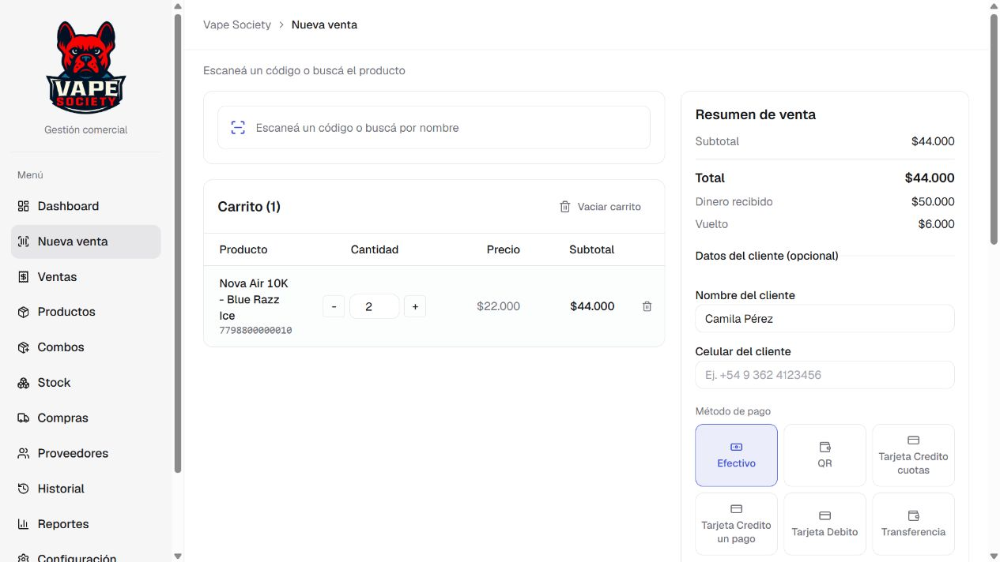 VAPE
SOCIETY
Gestión comercial
Menú
Dashboard
Nueva venta
Ventas
Productos
Combos
Stock
Compras
Proveedores
Historial
Reportes
Configuración
Vape Society > Nueva venta
Escaneá un código o buscá el producto
Escaneá un código o buscá por nombre
Carrito (1)
Vaciar carrito
Producto Cantidad Precio Subtotal
Nova Air 10K
- Blue Razz
Ice
7798800000010
- 2 + $22.000 $44.000
Resumen de venta
Subtotal $44.000
Total $44.000
Dinero recibido $50.000
Vuelto $6.000
Datos del cliente (opcional)
Nombre del cliente
Camila Pérez
Celular del cliente
Ej. +54 9 362 4123456
Método de pago
Efectivo
QR
Tarjeta Credito
cuotas
Tarjeta Credito
un pago
Tarjeta Debito
Transferencia